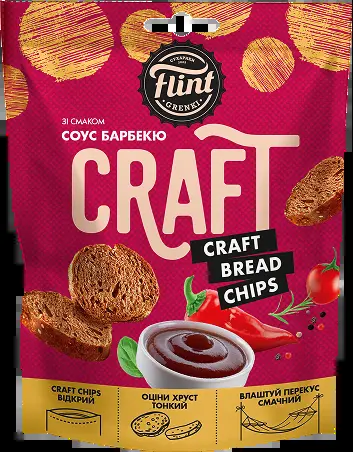 СУХАРИКИ
Flint
GRENKI
ЗІ СМАКОМ
СОУС БАРБЕКЮ
CRAFT
CRAFT
BREAD
CHIPS
CRAFT CHIPS
ВІДКРИЙ
ОЦІНИ ХРУСТ
ТОНКИЙ
ВЛАШТУЙ ПЕРЕКУС
СМАЧНИЙ